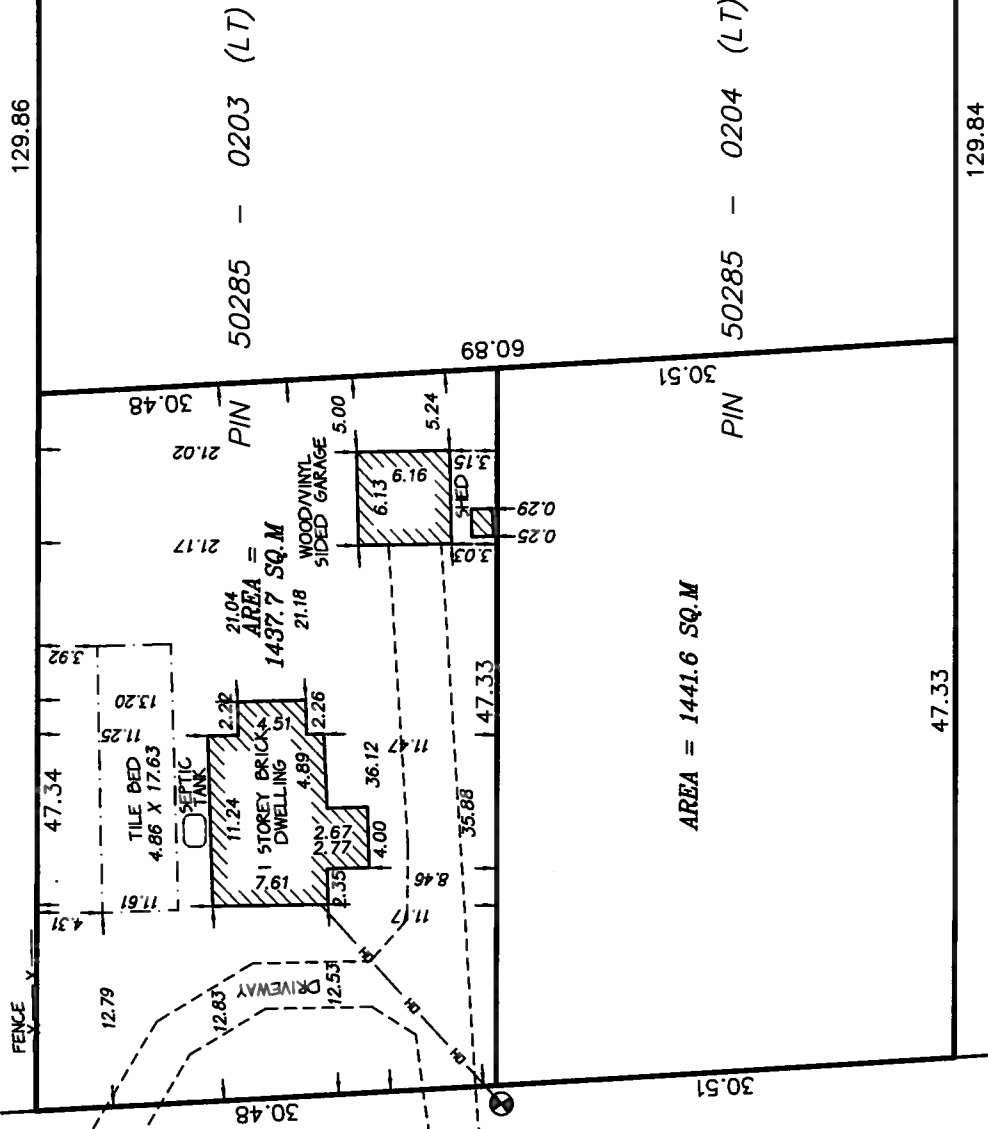 129.86
50285 - 0203 (LT)
PIN
50285 - 0204 (LT)
PIN
129.84
60.89
30.48
30.51
21.02
5.00
5.24
WOOD/VINYL
SIDED GARAGE
6.13
6.16
3.15
SHED
0.29
0.25
3.03
21.17
AREA =
1437.7 SQ.M
21.04
21.18
3.92
13.20
11.25
47.34
TILE BED
4.86 X 17.63
SEPTIC
TANK
2.22
4.51
2.26
11.24
1 STOREY BRICK
DWELLING
4.89
2.67
2.77
4.00
7.61
2.35
36.12
11.47
47.33
35.88
8.46
11.17
11.61
4.31
FENCE
12.79
12.83
DRIVEWAY
12.53
OH
OH
OH
30.48
AREA = 1441.6 SQ.M
47.33
30.51